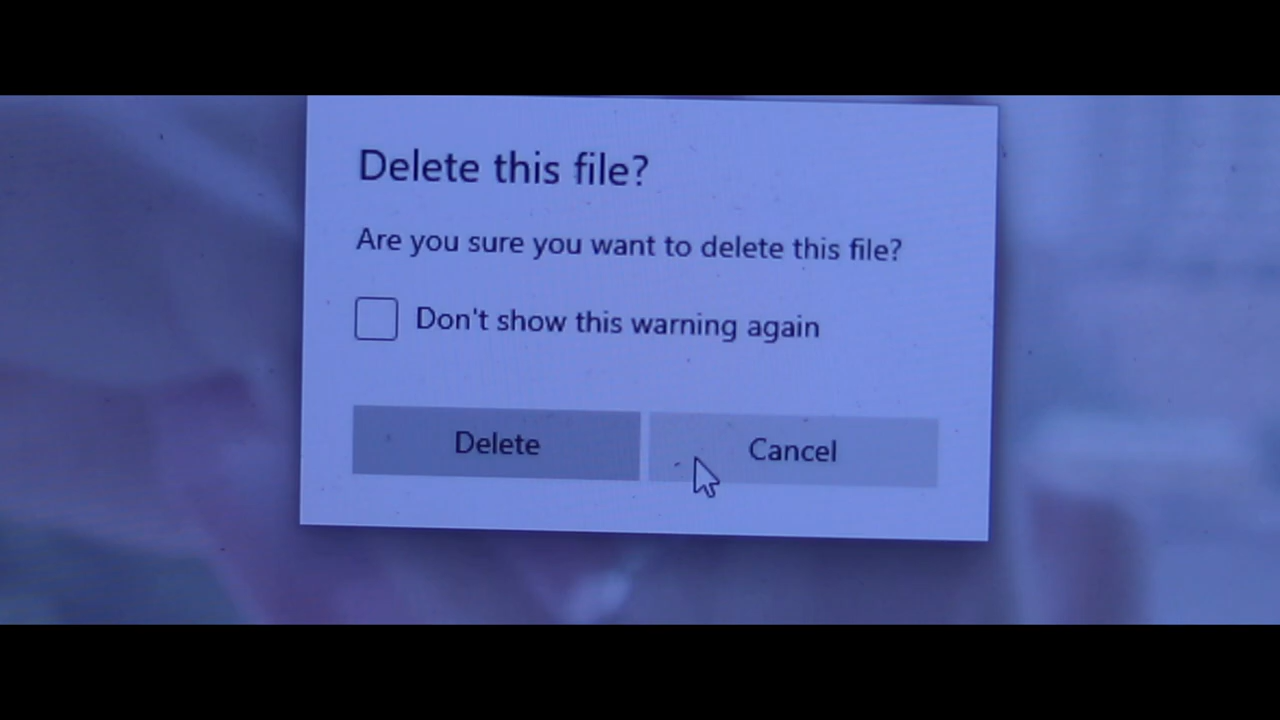 Delete this file?
Are you sure you want to delete this file?
Don't show this warning again
Delete
Cancel